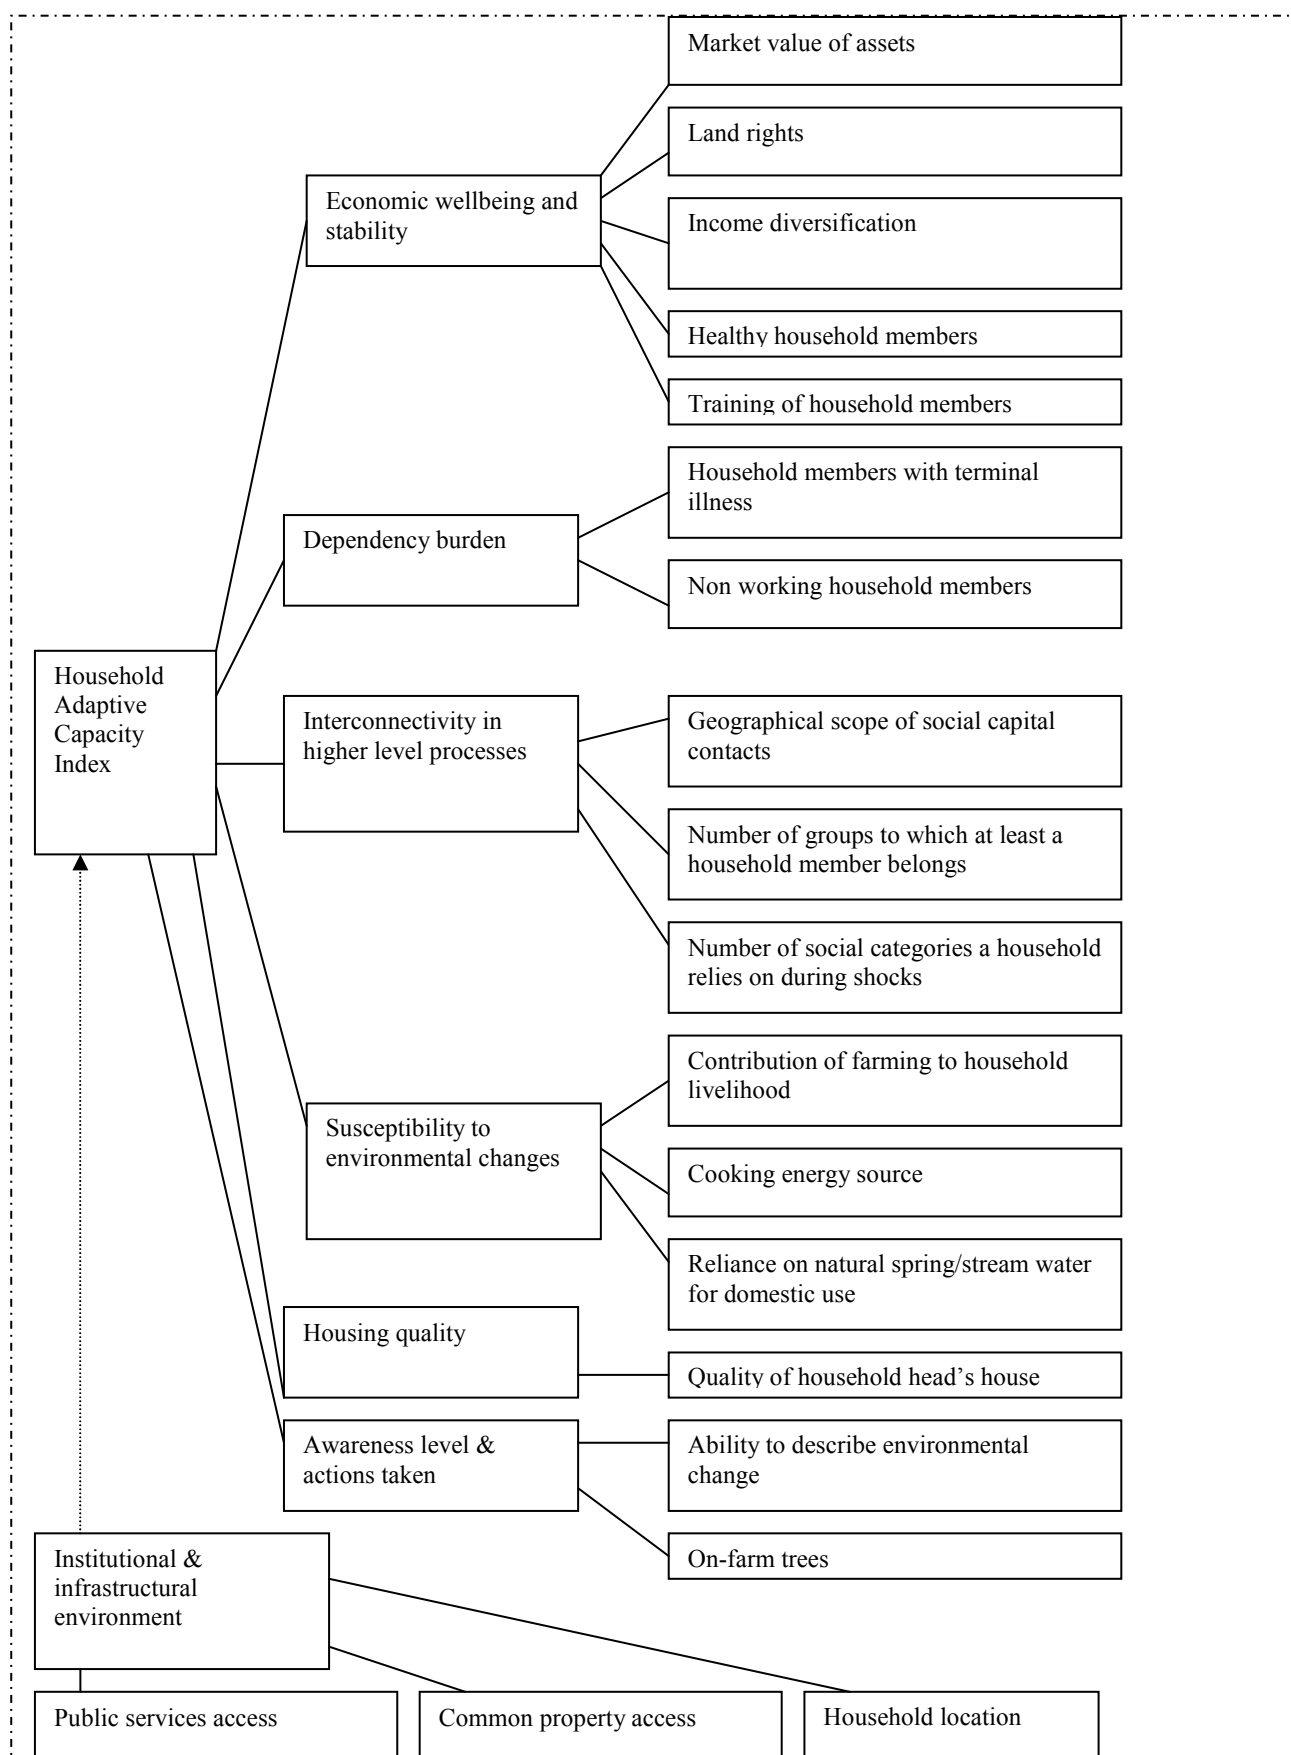 Market value of assets
Land rights
Economic wellbeing and
stability
Income diversification
Healthy household members
Training of household members
Household members with terminal
illness
Dependency burden
Non working household members
Household
Adaptive
Capacity
Index
Interconnectivity in
higher level processes
Geographical scope of social capital
contacts
Number of groups to which at least a
household member belongs
Number of social categories a household
relies on during shocks
Contribution of farming to household
livelihood
Susceptibility to
environmental changes
Cooking energy source
Reliance on natural spring/stream water
for domestic use
Housing quality
Quality of household head’s house
Awareness level &
actions taken
Ability to describe environmental
change
On-farm trees
Institutional &
infrastructural
environment
Public services access
Common property access
Household location